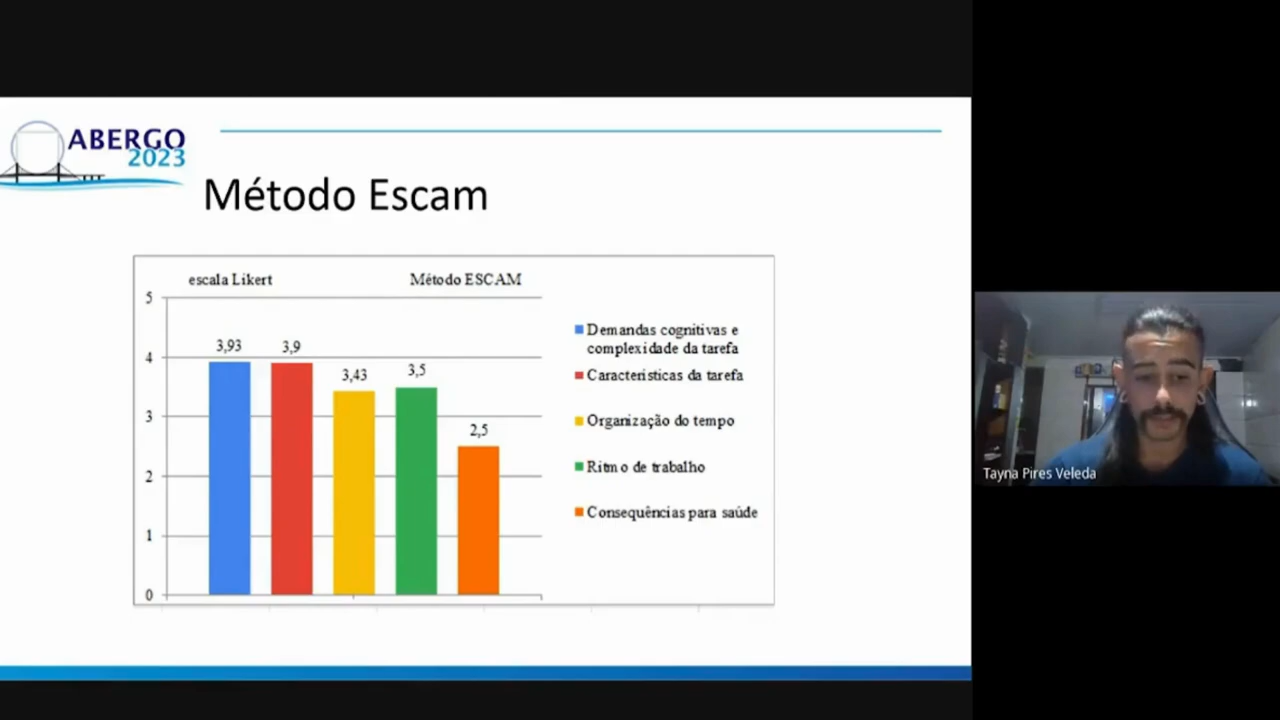 ABERGO
2023
Método Escam
escala Likert Método ESCAM
5
4
3
2
1
0
3,93
3,9
3,43
3,5
2,5
Demandas cognitivas e
complexidade da tarefa
Caracteristicas da tarefa
Organização do tempo
Ritmo de trabalho
Consequências para saúde
Tayna Pires Veleda